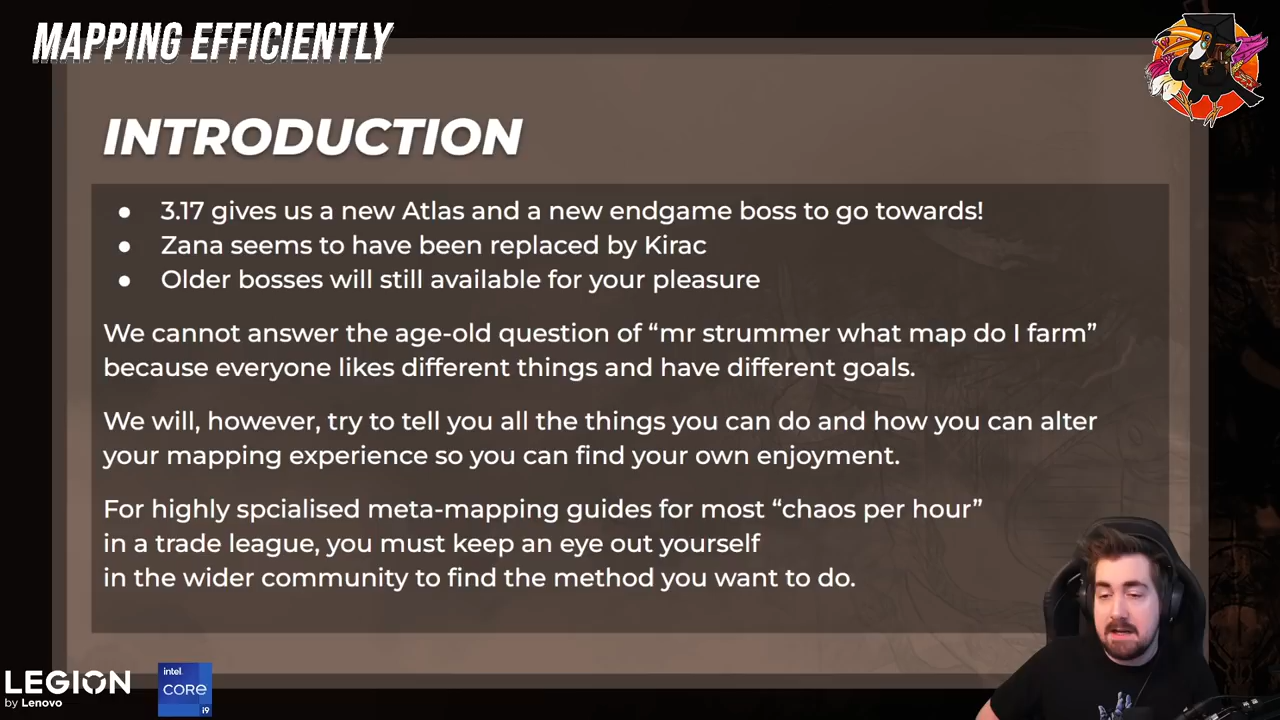 MAPPING EFFICIENTLY
INTRODUCTION
● 3.17 gives us a new Atlas and a new endgame boss to go towards!
● Zana seems to have been replaced by Kirac
● Older bosses will still available for your pleasure
We cannot answer the age-old question of “mr strummer what map do I farm”
because everyone likes different things and have different goals.
We will, however, try to tell you all the things you can do and how you can alter
your mapping experience so you can find your own enjoyment.
For highly spcialised meta-mapping guides for most “chaos per hour”
in a trade league, you must keep an eye out yourself
in the wider community to find the method you want to do.
LEGION
by Lenovo
intel
CORE
i9